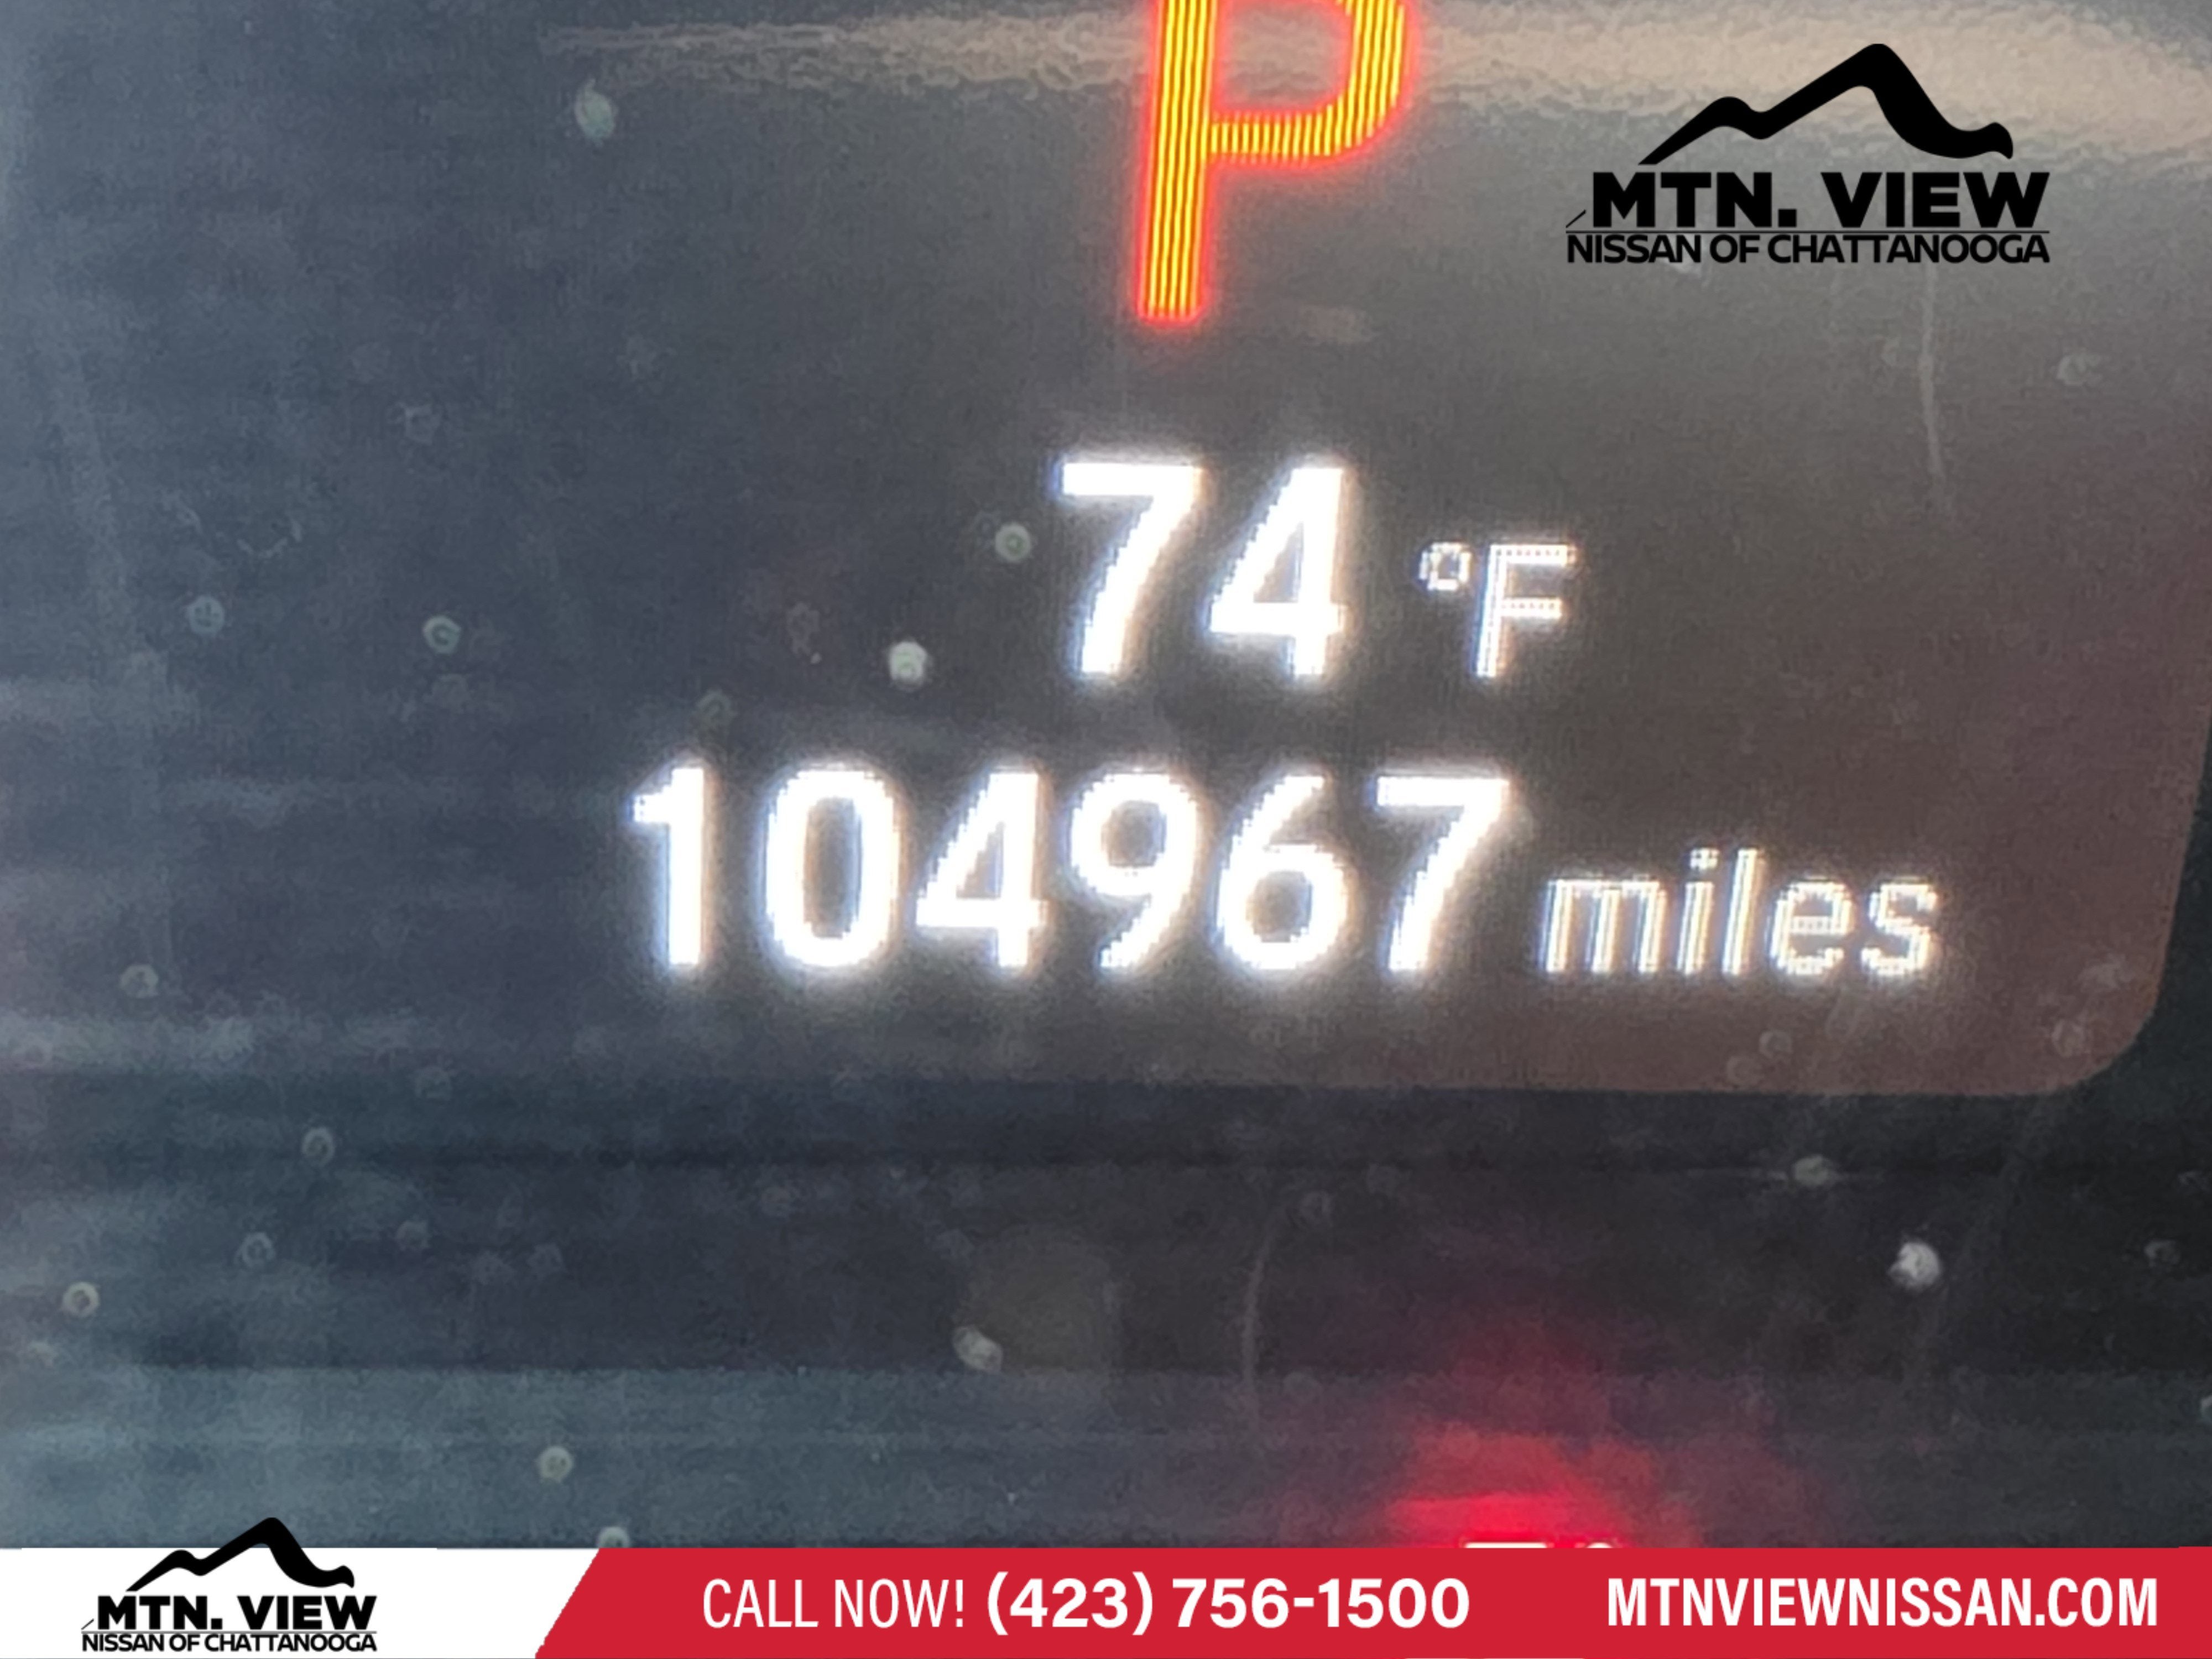 P
MTN. VIEW
NISSAN OF CHATTANOOGA
74 °F
104967 miles
MTN. VIEW
NISSAN OF CHATTANOOGA
CALL NOW! (423) 756-1500
MTNVIEWNISSAN.COM